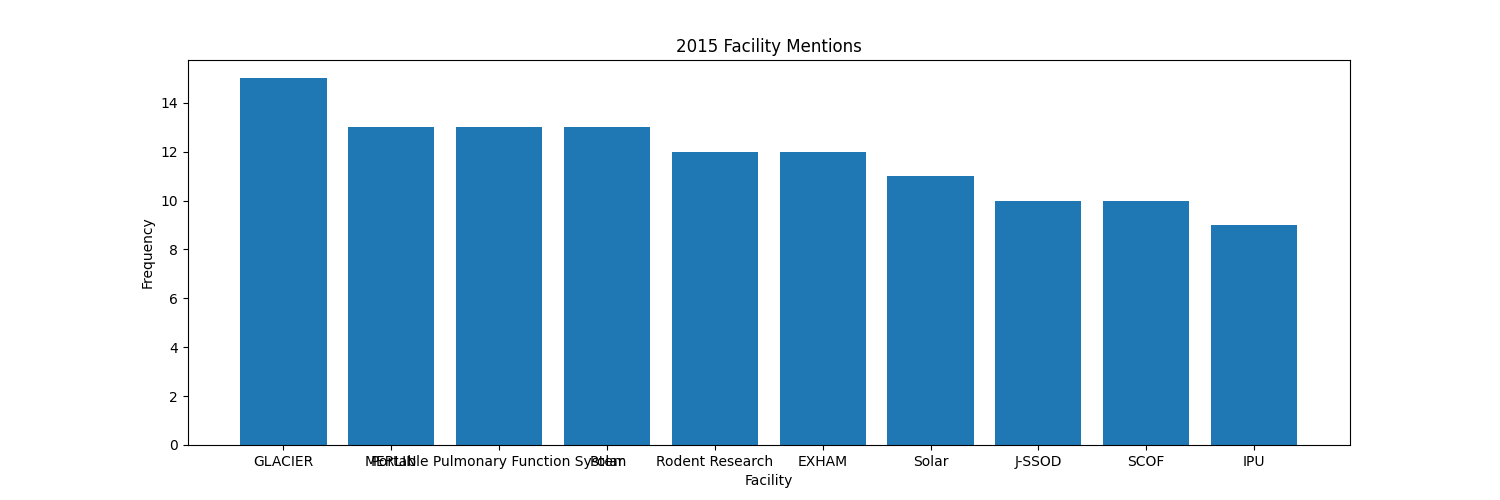 2015 Facility Mentions
Frequency
14
12
10
8
6
4
2
0
GLACIER MERLIN Portable Pulmonary Function System Polar Rodent Research EXHAM Solar J-SSOD SCOF IPU
Facility